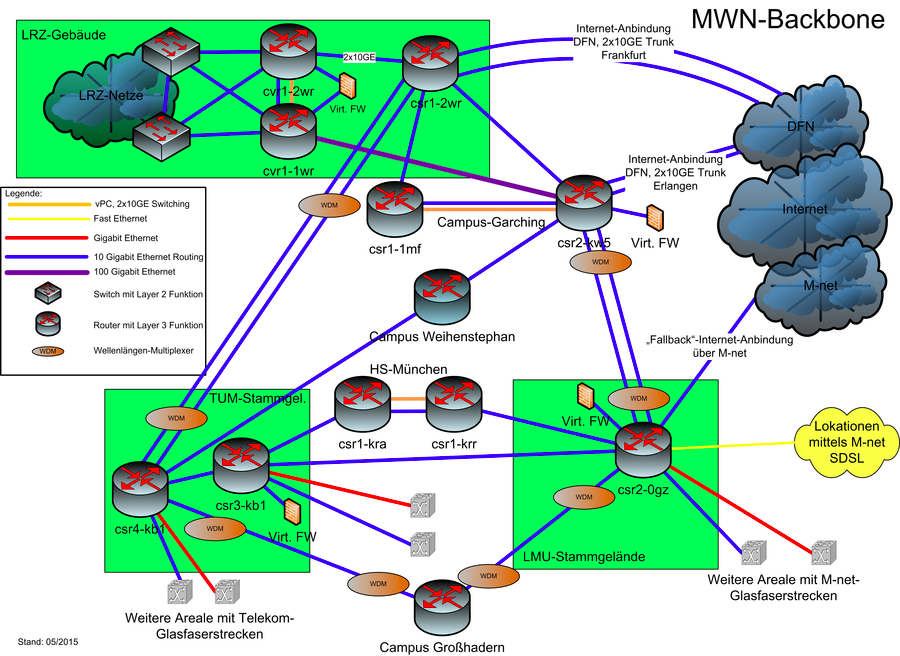 MWN-Backbone
LRZ-Gebäude
Internet-Anbindung
DFN, 2x10GE Trunk
Frankfurt
2x10GE
LRZ-Netze
cvr1-2wr
Virt. FW
csr1-2wr
DFN
cvr1-1wr
Internet-Anbindung
DFN, 2x10GE Trunk
Erlangen
Legende:
vPC, 2x10GE Switching
Fast Ethernet
Gigabit Ethernet
10 Gigabit Ethernet Routing
100 Gigabit Ethernet
Switch mit Layer 2 Funktion
Router mit Layer 3 Funktion
WDM
Wellenlängen-Multiplexer
WDM
Campus-Garching
csr1-1mf
csr2-kw5
Virt. FW
Internet
WDM
M-net
Campus Weihenstephan
„Fallback“-Internet-Anbindung
über M-net
HS-München
TUM-Stammgel.
WDM
csr1-kra
csr1-krr
WDM
Virt. FW
Lokationen
mittels M-net
SDSL
csr2-0gz
csr3-kb1
csr4-kb1
WDM
Virt. FW
WDM
LMU-Stammgelände
WDM
WDM
Weitere Areale mit M-net-
Glasfaserstrecken
Weitere Areale mit Telekom-
Glasfaserstrecken
Campus Großhadern
Stand: 05/2015